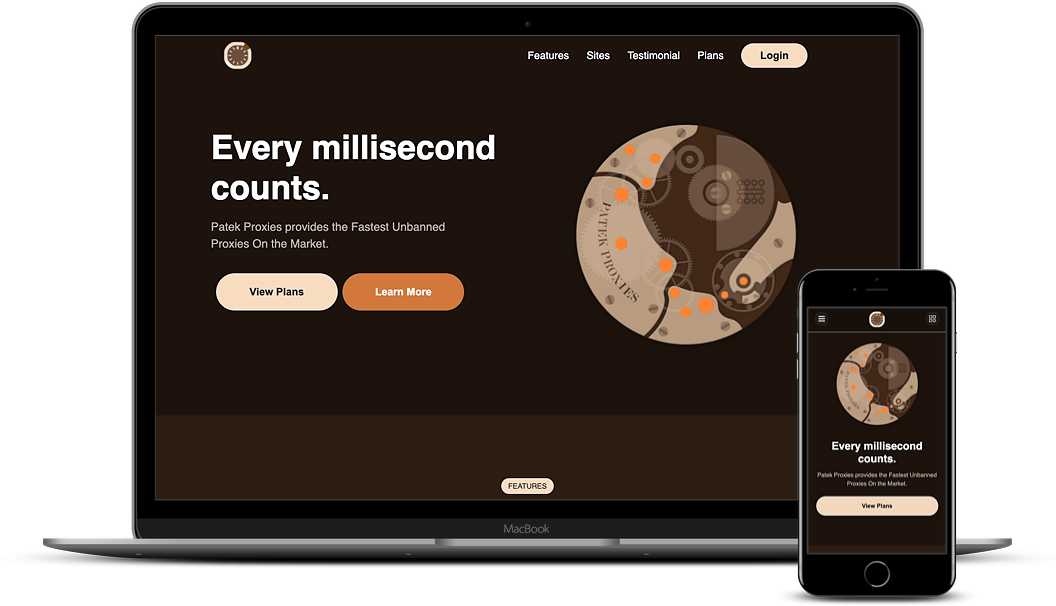 Features Sites Testimonial Plans Login
Every millisecond
counts.
Patek Proxies provides the Fastest Unbanned
Proxies On the Market.
View Plans Learn More
PATEK PROXIES
FEATURES
MacBook
PATEK PROXIES
Every millisecond
counts.
Patek Proxies provides the Fastest Unbanned
Proxies On the Market.
View Plans